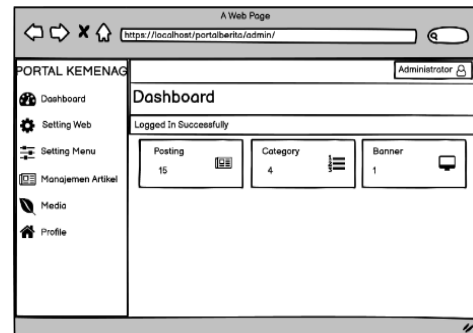 A Web Page
https://localhost/portalberita/admin/
PORTAL KEMENAG
Administrator
Dashboard
Setting Web
Setting Menu
Manajemen Artikel
Media
Profile
Dashboard
Logged In Successfully
Posting
15
Category
4
Banner
1